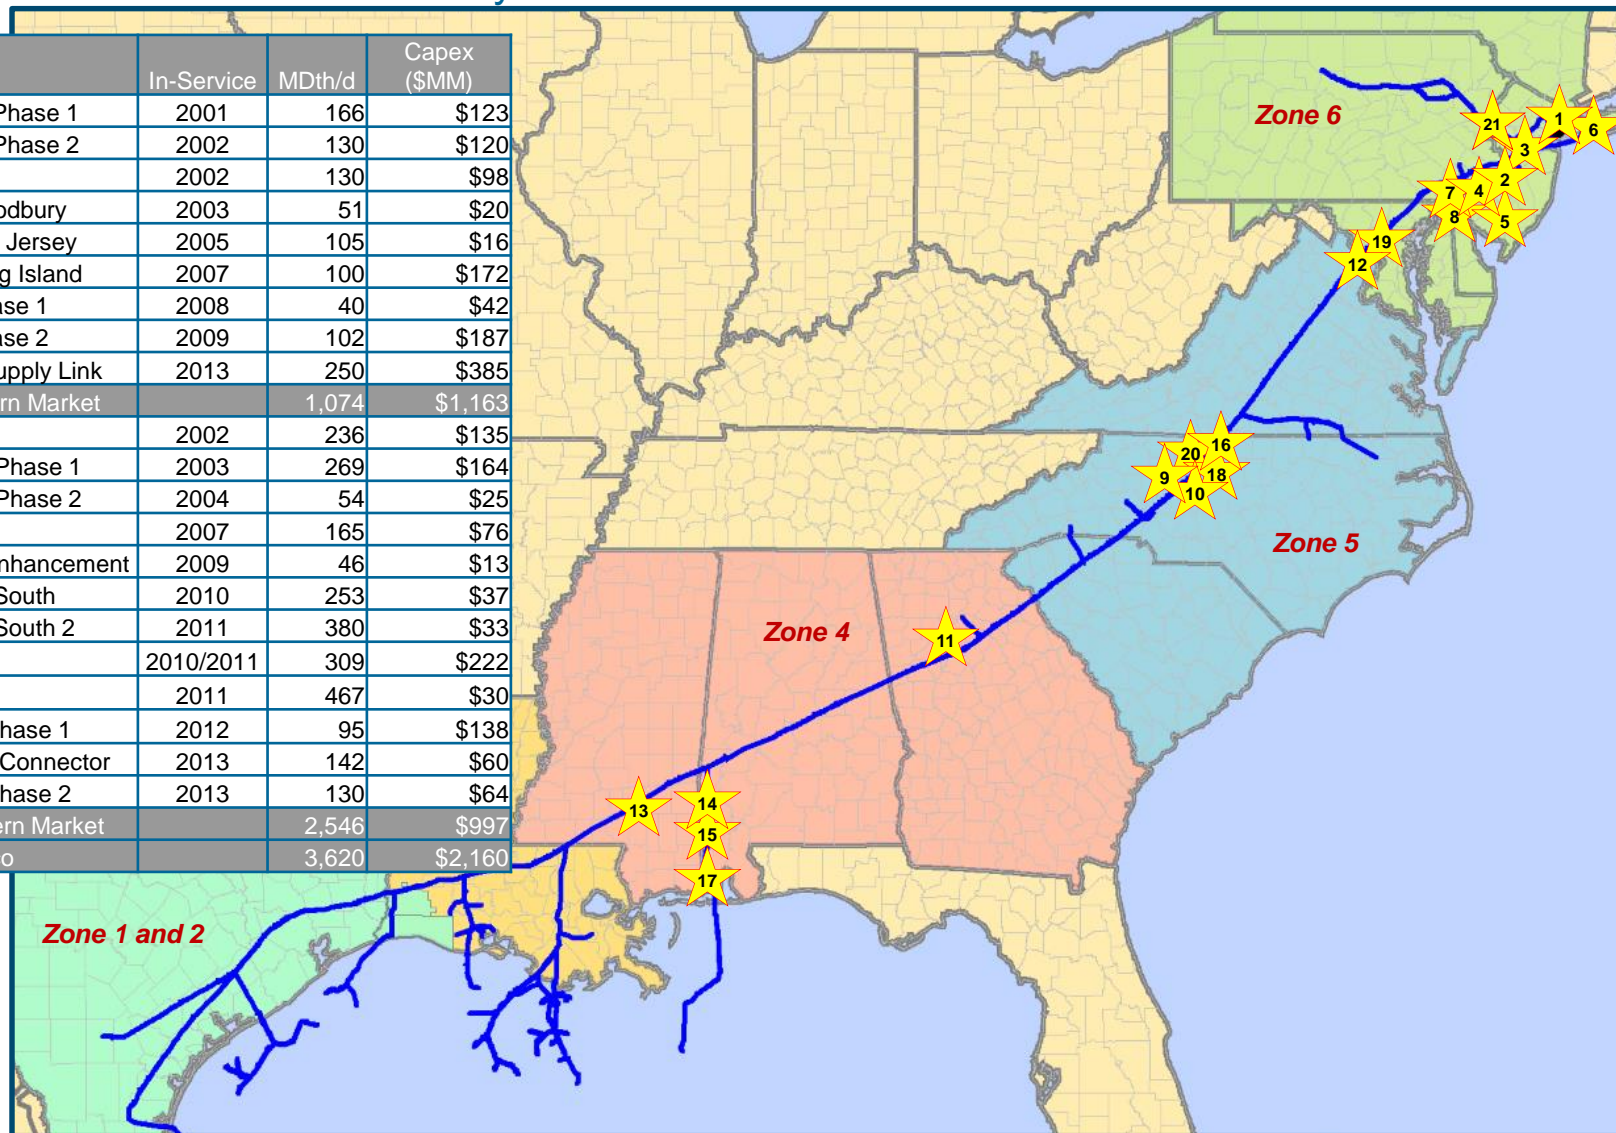 Capex
In-Service MDth/d ($MM)
Phase 1 2001 166 $123
Phase 2 2002 130 $120
2002 130 $98
odbury 2003 51 $20
Jersey 2005 105 $16
g Island 2007 100 $172
ase 1 2008 40 $42
ase 2 2009 102 $187
upply Link 2013 250 $385
rn Market 1,074 $1,163
2002 236 $135
Phase 1 2003 269 $164
Phase 2 2004 54 $25
2007 165 $76
nhancement 2009 46 $13
South 2010 253 $37
South 2 2011 380 $33
2010/2011 309 $222
2011 467 $30
hase 1 2012 95 $138
Connector 2013 142 $60
hase 2 2013 130 $64
ern Market 2,546 $997
co 3,620 $2,160
Zone 6
21
1
6
3
2
7
4
8
5
19
12
16
20
9
18
10
Zone 5
Zone 4
11
13
14
15
17
Zone 1 and 2